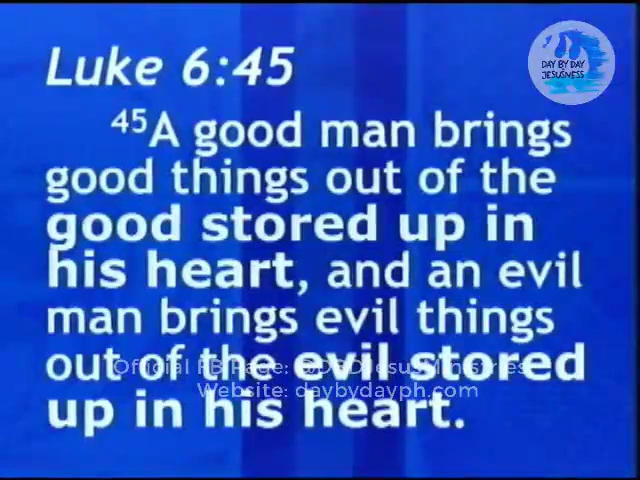 Luke 6:45
DAY BY DAY
JESUSNESS
45A good man brings
good things out of the
good stored up in
his heart, and an evil
man brings evil things
out of the evil stored
Official FB Page: @DBDJesusMinistries
Website: daybydayph.com
up in his heart.